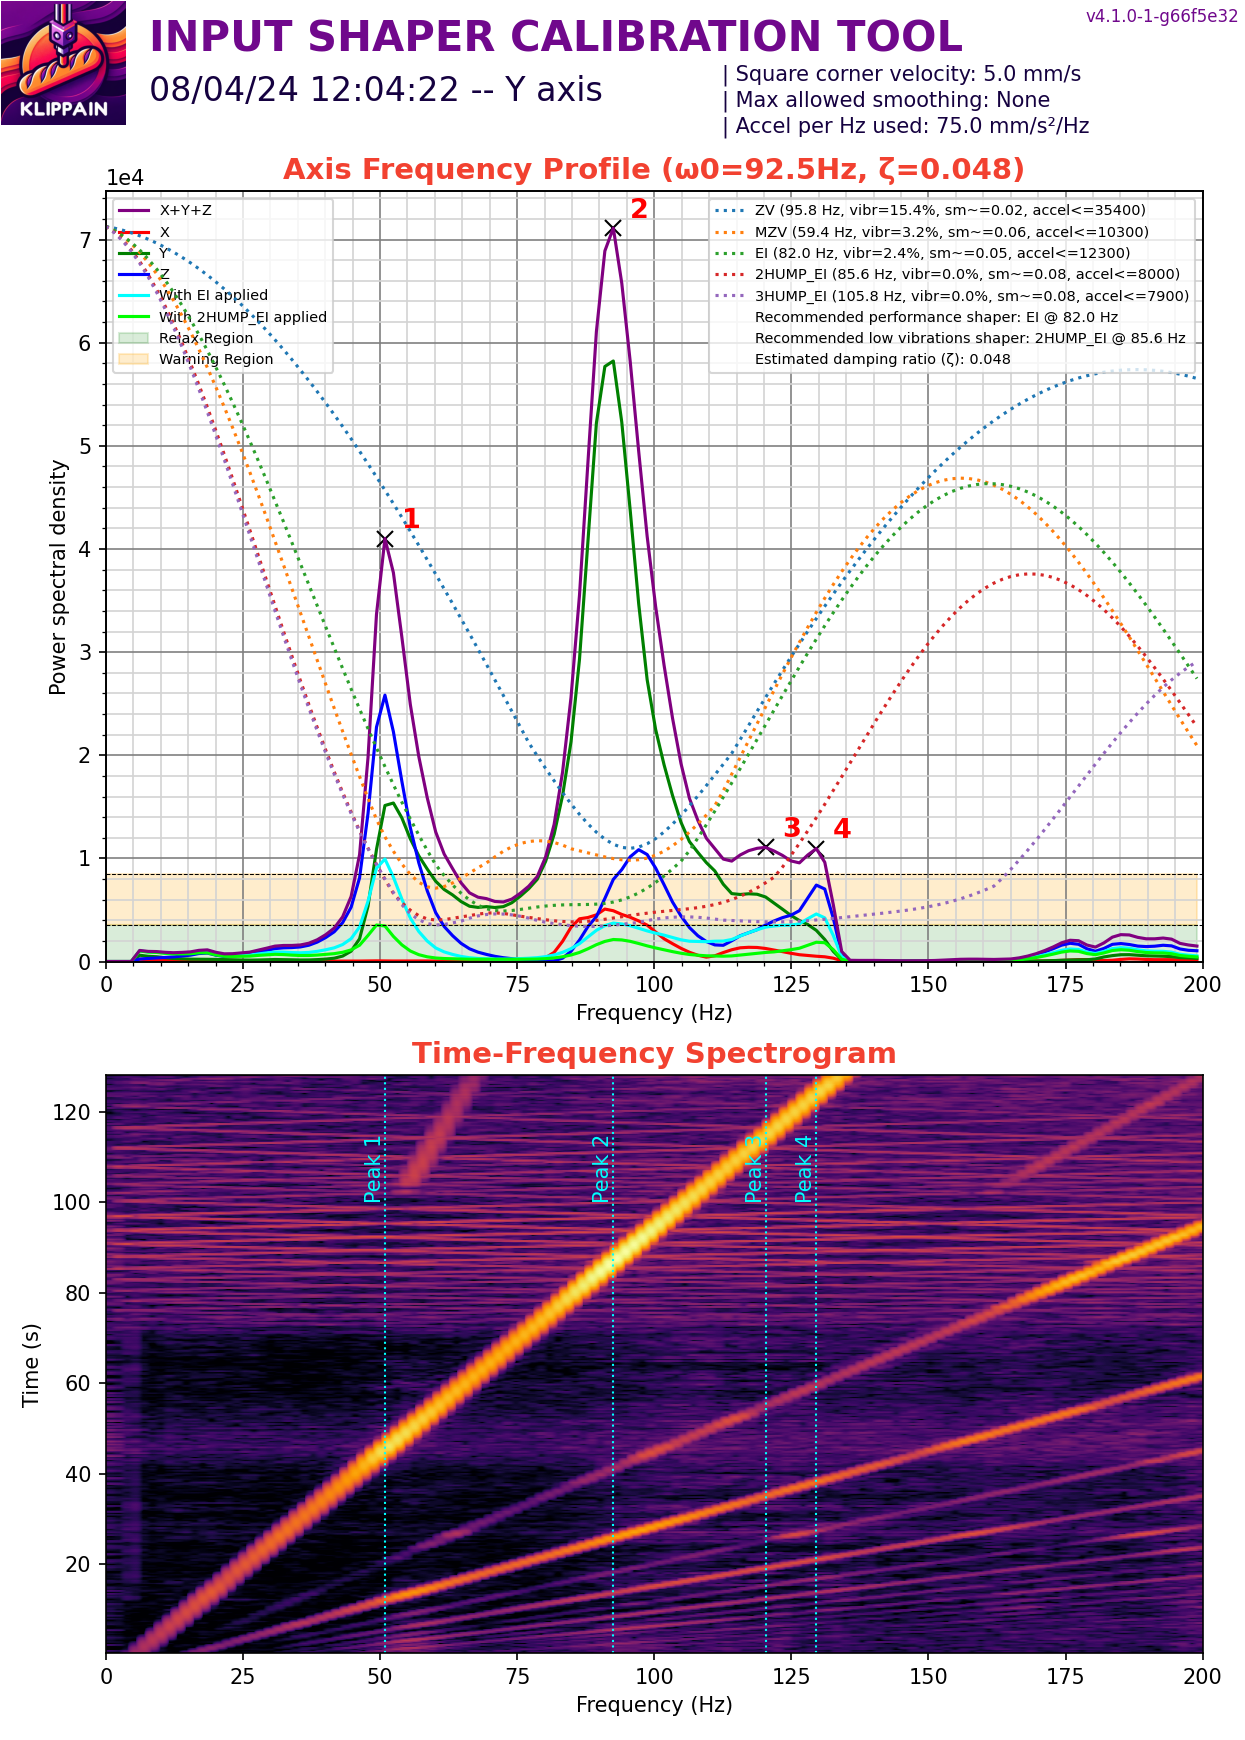 v4.1.0-1-g66f5e32
INPUT SHAPER CALIBRATION TOOL
KLIPPAIN
08/04/24 12:04:22 -- Y axis
| Square corner velocity: 5.0 mm/s
| Max allowed smoothing: None
| Accel per Hz used: 75.0 mm/s²/Hz
Axis Frequency Profile (ω0=92.5Hz, ζ=0.048)
1e4
X+Y+Z
X
Y
Z
With EI applied
With 2HUMP_EI applied
Relax Region
Warning Region
ZV (95.8 Hz, vibr=15.4%, sm~=0.02, accel<=35400)
MZV (59.4 Hz, vibr=3.2%, sm~=0.06, accel<=10300)
EI (82.0 Hz, vibr=2.4%, sm~=0.05, accel<=12300)
2HUMP_EI (85.6 Hz, vibr=0.0%, sm~=0.08, accel<=8000)
3HUMP_EI (105.8 Hz, vibr=0.0%, sm~=0.08, accel<=7900)
Recommended performance shaper: EI @ 82.0 Hz
Recommended low vibrations shaper: 2HUMP_EI @ 85.6 Hz
Estimated damping ratio (ζ): 0.048
1
2
3
4
Power spectral density
7
6
5
4
3
2
1
0
0 25 50 75 100 125 150 175 200
Frequency (Hz)
Time-Frequency Spectrogram
Peak 1
Peak 2
Peak 3
Peak 4
Time (s)
120
100
80
60
40
20
0 25 50 75 100 125 150 175 200
Frequency (Hz)